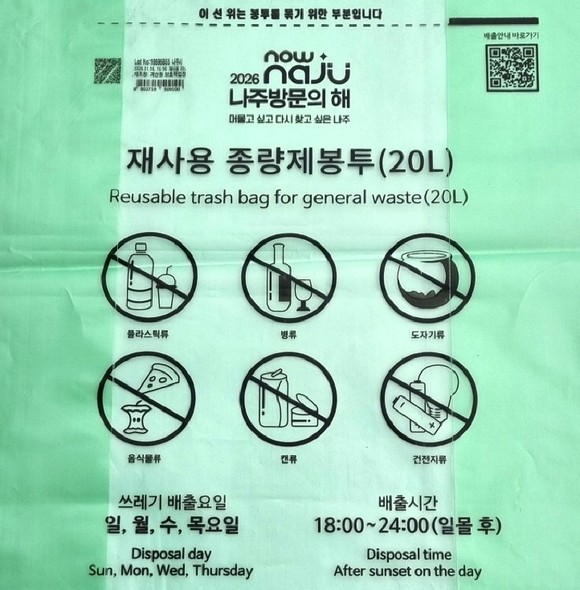 이 선 위는 봉투를 묶기 위한 부분입니다
배출안내 바로가기
now
2026 naju
나주방문의 해
머물고 싶고 다시 찾고 싶은 나주
재사용 종량제봉투(20L)
Reusable trash bag for general waste(20L)
플라스틱류 병류 도자기류
음식물류 캔류 건전지류
쓰레기 배출요일 배출시간
일, 월, 수, 목요일 18:00~24:00(일몰 후)
Disposal day Disposal time
Sun, Mon, Wed, Thursday After sunset on the day